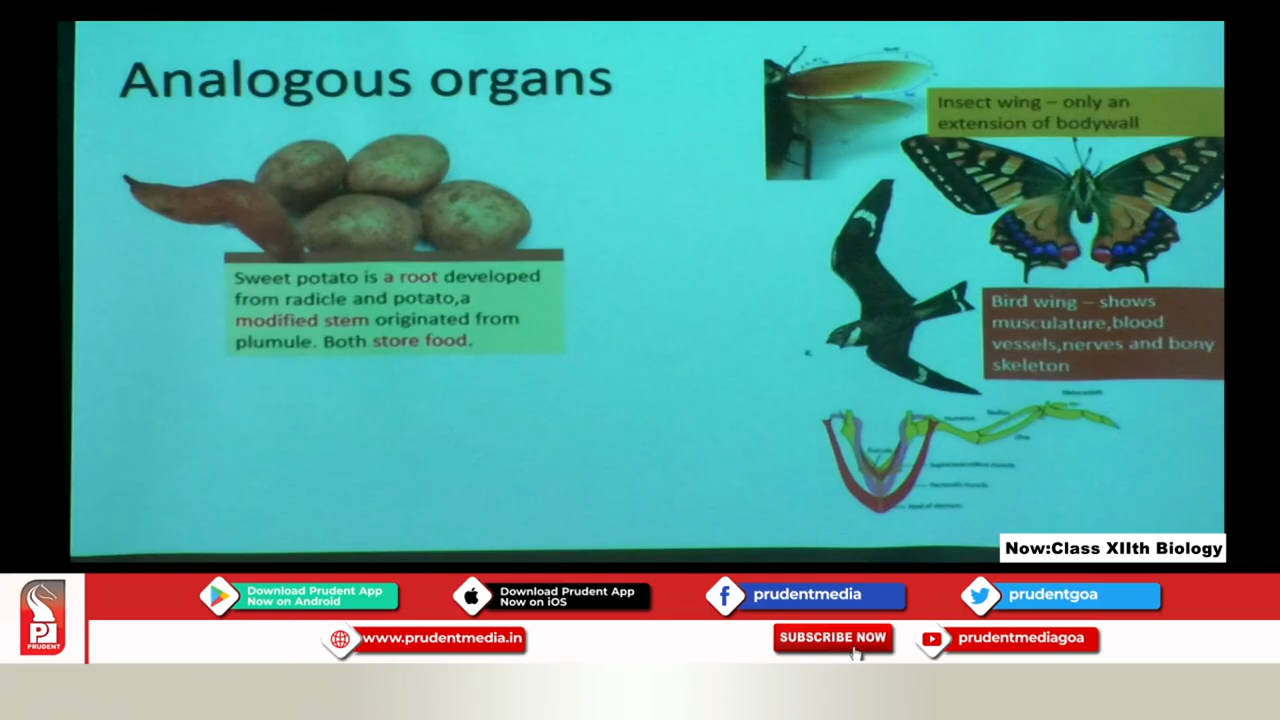 Analogous organs
Insect wing – only an
extension of bodywall
Sweet potato is a root developed
from radicle and potato,a
modified stem originated from
plumule. Both store food.
Bird wing – shows
musculature,blood
vessels,nerves and bony
skeleton
K
Now:Class XIIth Biology
Download Prudent App
Now on Android
Download Prudent App
Now on iOS
prudentmedia
prudentgoa
PRUDENT
www.prudentmedia.in
SUBSCRIBE NOW
prudentmediagoa